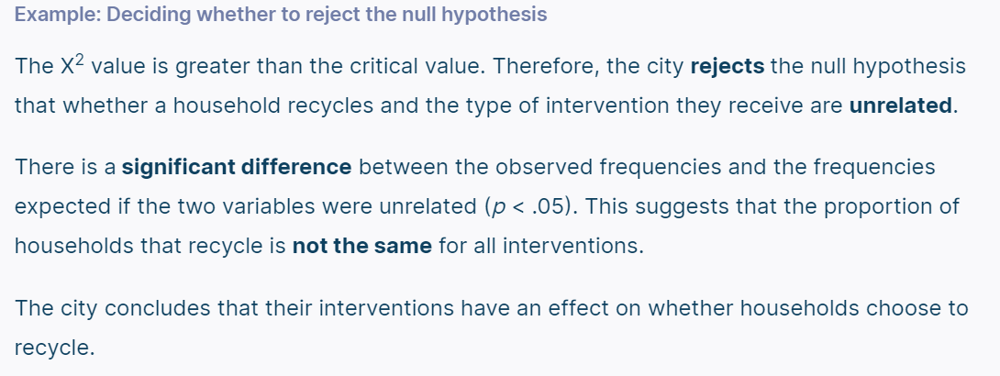 Example: Deciding whether to reject the null hypothesis
The X² value is greater than the critical value. Therefore, the city rejects the null hypothesis
that whether a household recycles and the type of intervention they receive are unrelated.
There is a significant difference between the observed frequencies and the frequencies
expected if the two variables were unrelated (p < .05). This suggests that the proportion of
households that recycle is not the same for all interventions.
The city concludes that their interventions have an effect on whether households choose to
recycle.